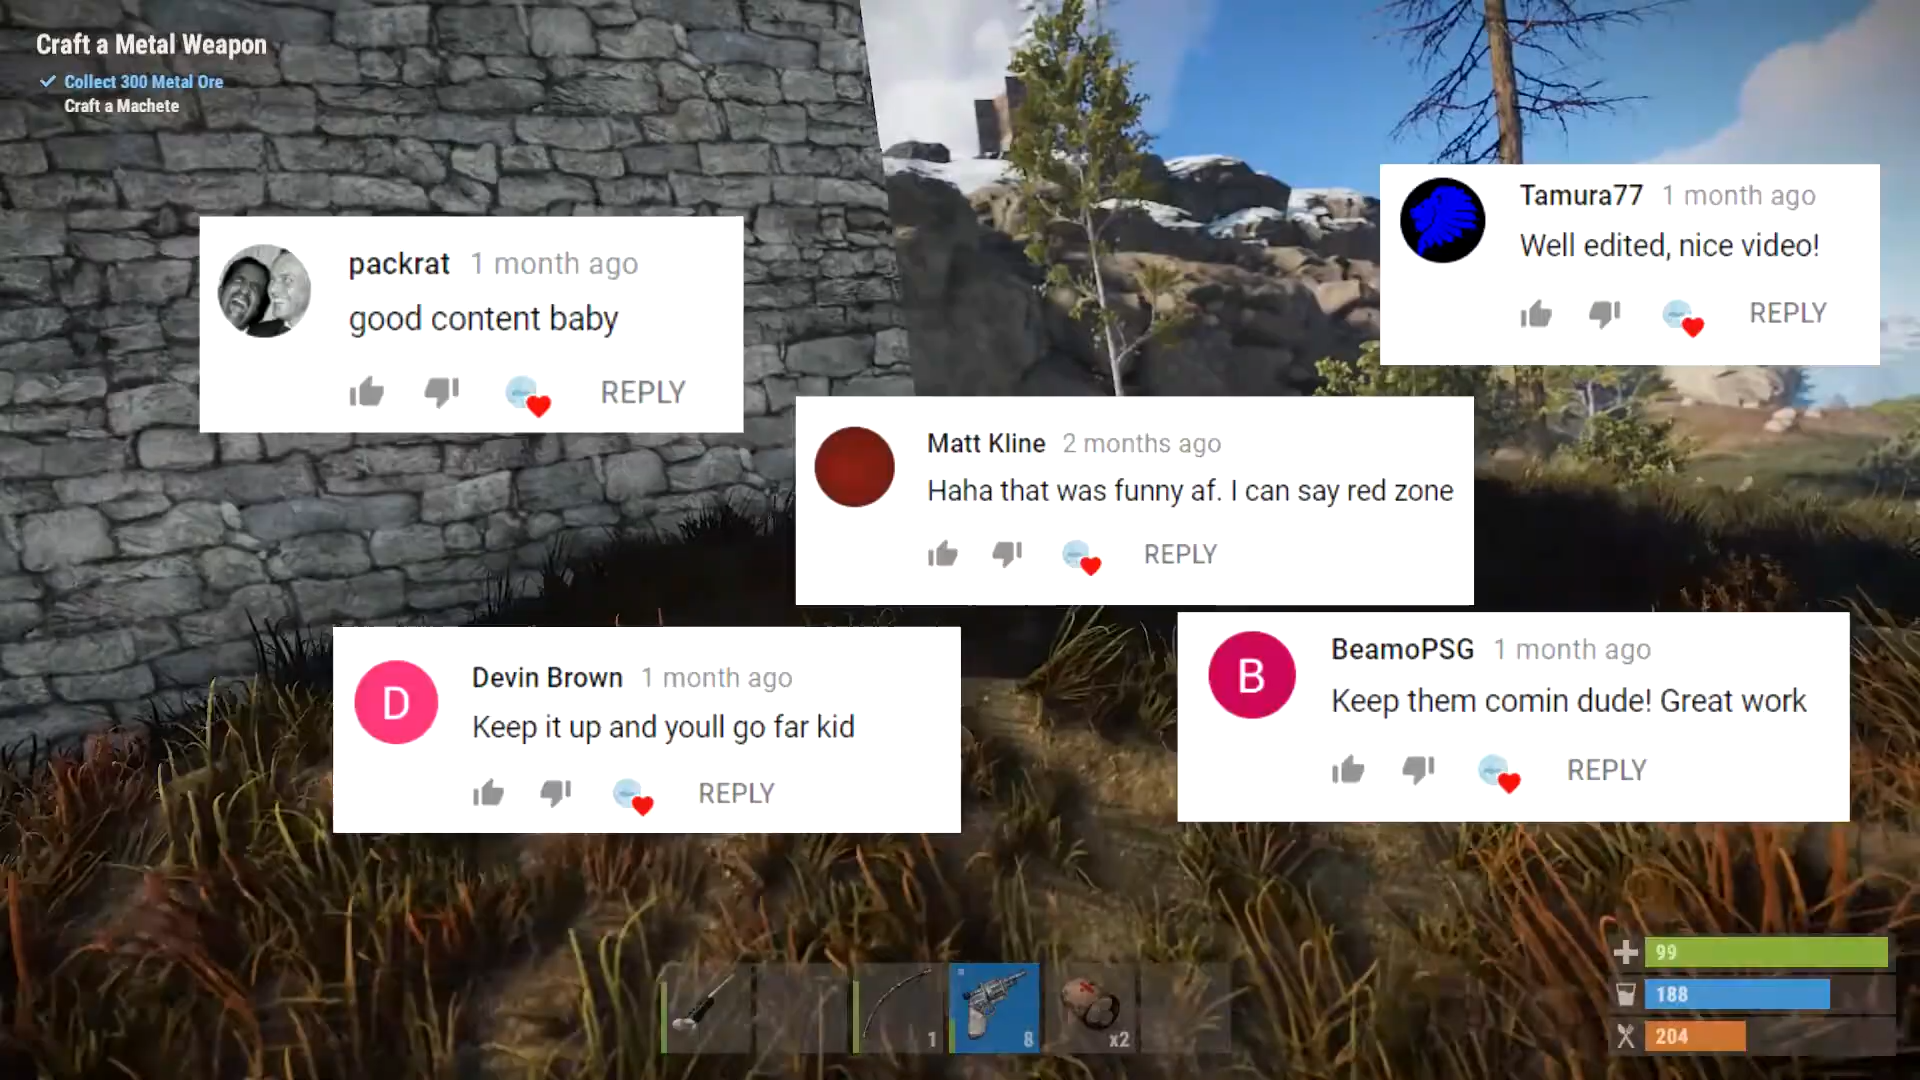 Craft a Metal Weapon
Collect 300 Metal Ore
Craft a Machete
Tamura77 1 month ago
Well edited, nice video!
REPLY
packrat 1 month ago
good content baby
REPLY
Matt Kline 2 months ago
Haha that was funny af. I can say red zone
REPLY
Devin Brown 1 month ago
D
Keep it up and youll go far kid
REPLY
BeamoPSG 1 month ago
B
Keep them comin dude! Great work
REPLY
99
188
204
1
8
x2